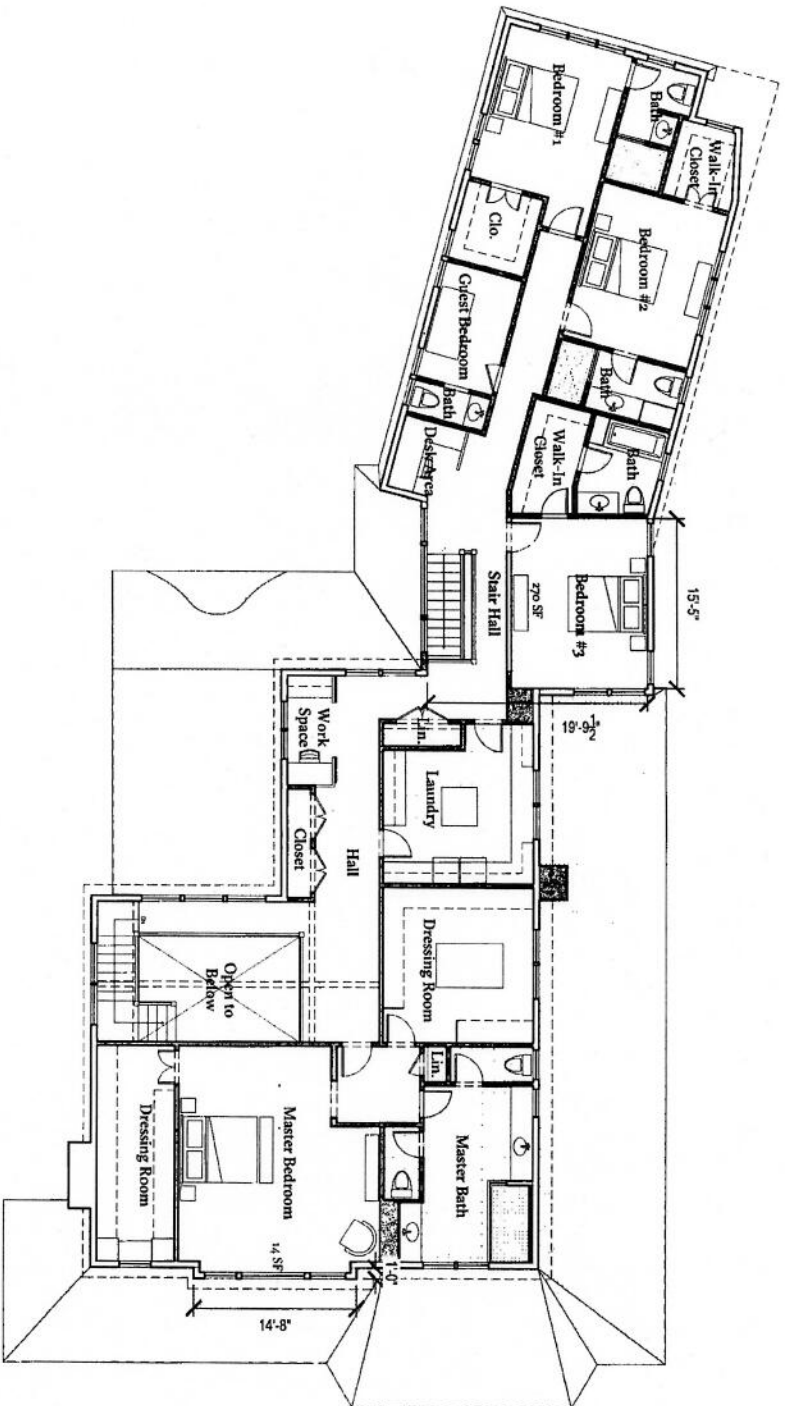 Bedroom #1
Bath
Walk-In
Closet
Clo.
Bedroom #2
Guest Bedroom
Bath
Bath
Desk Area
Walk-In
Closet
Bath
Stair Hall
Bedroom #3
270 SF
15'-5"
19'-9 1/2"
Work
Space
Lin.
Laundry
Closet
Hall
Dressing Room
Open to
Below
Lin.
Dressing Room
Master Bedroom
14 SF
Master Bath
1'-0"
14'-8"